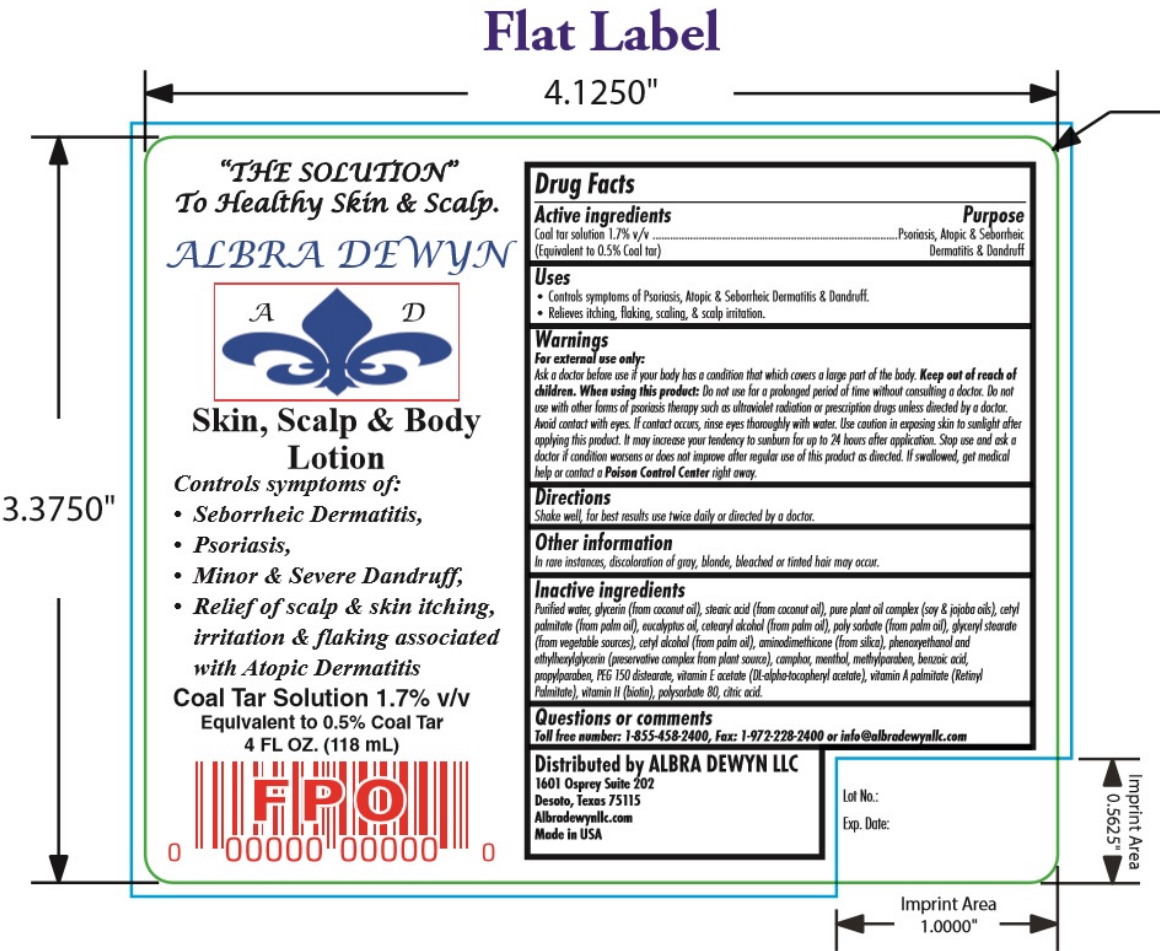 Flat Label
4.1250"
3.3750"
"THE SOLUTION"
To Healthy Skin & Scalp.
ALBRA DEWYN
A D
Skin, Scalp & Body
Lotion
Controls symptoms of:
• Seborrheic Dermatitis,
• Psoriasis,
• Minor & Severe Dandruff,
• Relief of scalp & skin itching,
irritation & flaking associated
with Atopic Dermatitis
Coal Tar Solution 1.7% v/v
Equivalent to 0.5% Coal Tar
4 FL OZ. (118 mL)
FPO
0 00000 00000 0
Drug Facts
Active ingredients Purpose
Coal tar solution 1.7% v/v ........ Psoriasis, Atopic & Seborrheic
(Equivalent to 0.5% Coal tar) Dermatitis & Dandruff
Uses
• Controls symptoms of Psoriasis, Atopic & Seborrheic Dermatitis & Dandruff.
• Relieves itching, flaking, scaling, & scalp irritation.
Warnings
For external use only:
Ask a doctor before use if your body has a condition that which covers a large part of the body. Keep out of reach of
children. When using this product: Do not use for a prolonged period of time without consulting a doctor. Do not
use with other forms of psoriasis therapy such as ultraviolet radiation or prescription drugs unless directed by a doctor.
Avoid contact with eyes. If contact occurs, rinse eyes thoroughly with water. Use caution in exposing skin to sunlight after
applying this product. It may increase your tendency to sunburn for up to 24 hours after application. Stop use and ask a
doctor if condition worsens or does not improve after regular use of this product as directed. If swallowed, get medical
help or contact a Poison Control Center right away.
Directions
Shake well, for best results use twice daily or directed by a doctor.
Other information
In rare instances, discoloration of gray, blonde, bleached or tinted hair may occur.
Inactive ingredients
Purified water, glycerin (from coconut oil), stearic acid (from coconut oil), pure plant oil complex (soy & jojoba oils), cetyl
palmitate (from palm oil), eucalyptus oil, cetearyl alcohol (from palm oil), poly sorbate (from palm oil), glyceryl stearate
(from vegetable sources), cetyl alcohol (from palm oil), aminodimethicone (from silica), phenoxyethanol and
ethylhexylglycerin (preservative complex from plant source), camphor, menthol, methylparaben, benzoic acid,
propylparaben, PEG 150 distearate, vitamin E acetate (DL-alpha-tocopheryl acetate), vitamin A palmitate (Retinyl
Palmitate), vitamin H (biotin), polysorbate 80, citric acid.
Questions or comments
Toll free number: 1-855-458-2400, Fax: 1-972-228-2400 or info@albradewynllc.com
Distributed by ALBRA DEWYN LLC
1601 Osprey Suite 202
Desoto, Texas 75115
Albradewynllc.com
Made in USA
Lot No.:
Exp. Date:
Imprint Area
0.5625"
Imprint Area
1.0000"